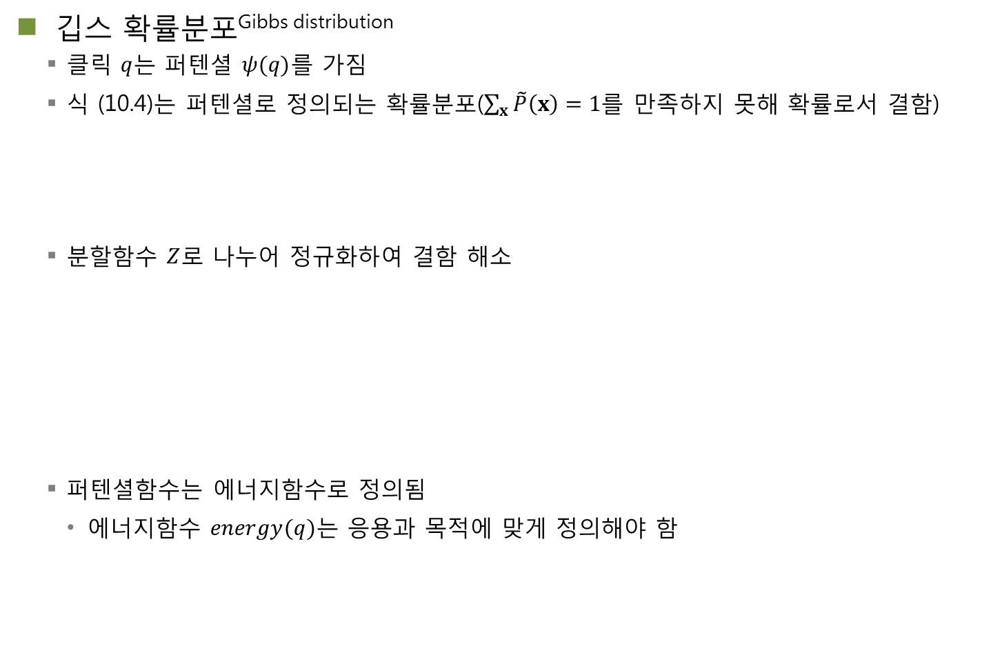 깁스 확률분포Gibbs distribution
클릭 q는 퍼텐셜 ψ(q)를 가짐
식 (10.4)는 퍼텐셜로 정의되는 확률분포(∑ₓ P̃(𝐱) = 1를 만족하지 못해 확률로서 결함)
분할함수 Z로 나누어 정규화하여 결함 해소
퍼텐셜함수는 에너지함수로 정의됨
에너지함수 energy(q)는 응용과 목적에 맞게 정의해야 함